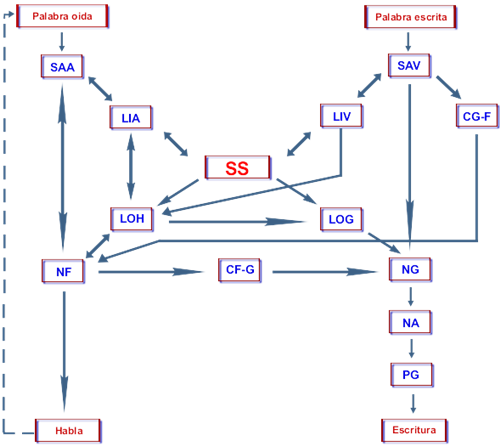 Palabra oida
Palabra escrita
SAA
SAV
LIA
LIV
CG-F
SS
LOH
LOG
NF
CF-G
NG
NA
PG
Habla
Escritura